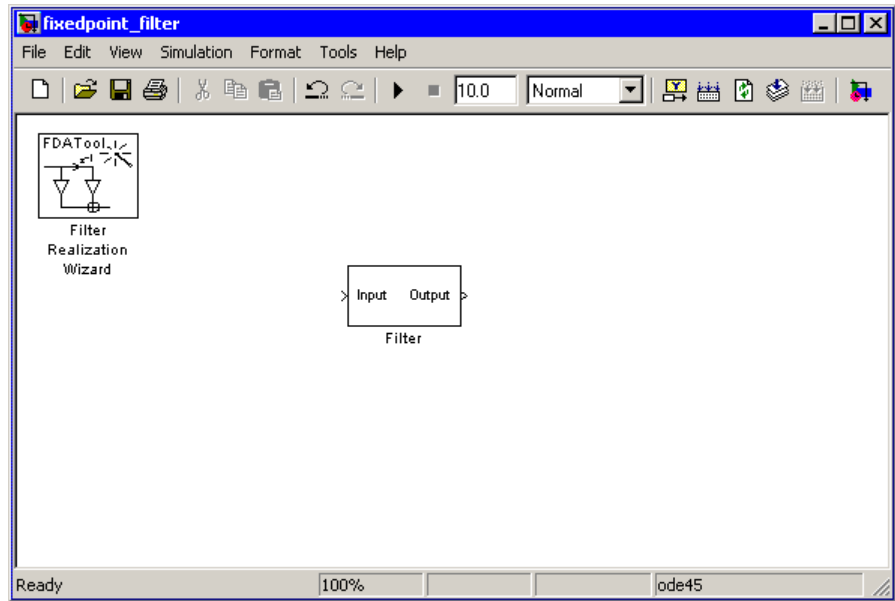 fixedpoint_filter
File Edit View Simulation Format Tools Help
10.0 Normal
FDATool
Filter
Realization
Wizard
Input Output
Filter
Ready 100% ode45